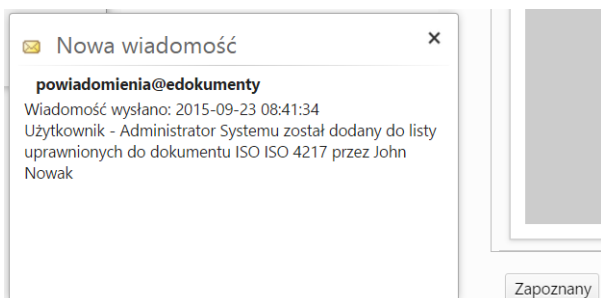 Nowa wiadomość
×
powiadomienia@edokumenty
Wiadomość wysłano: 2015-09-23 08:41:34
Użytkownik - Administrator Systemu został dodany do listy
uprawnionych do dokumentu ISO ISO 4217 przez John
Nowak
Zapoznany